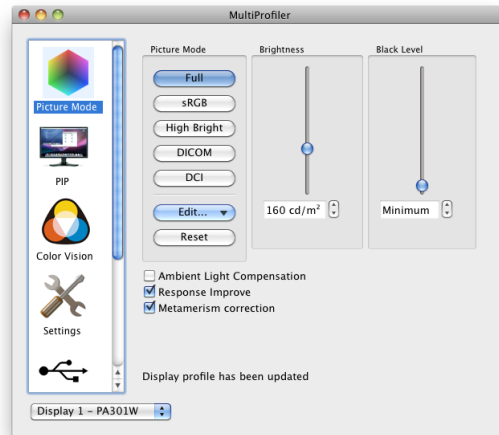 MultiProfiler
Picture Mode
Brightness
Black Level
Picture Mode
Full
sRGB
High Bright
DICOM
DCI
Edit...
Reset
160 cd/m²
Minimum
PIP
Color Vision
Settings
Ambient Light Compensation
Response Improve
Metamerism correction
Display profile has been updated
Display 1 – PA301W